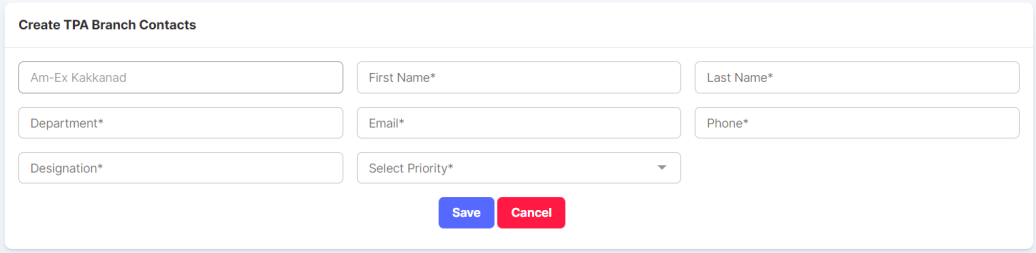 Create TPA Branch Contacts
Am-Ex Kakkanad
First Name*
Last Name*
Department*
Email*
Phone*
Designation*
Select Priority*
Save
Cancel